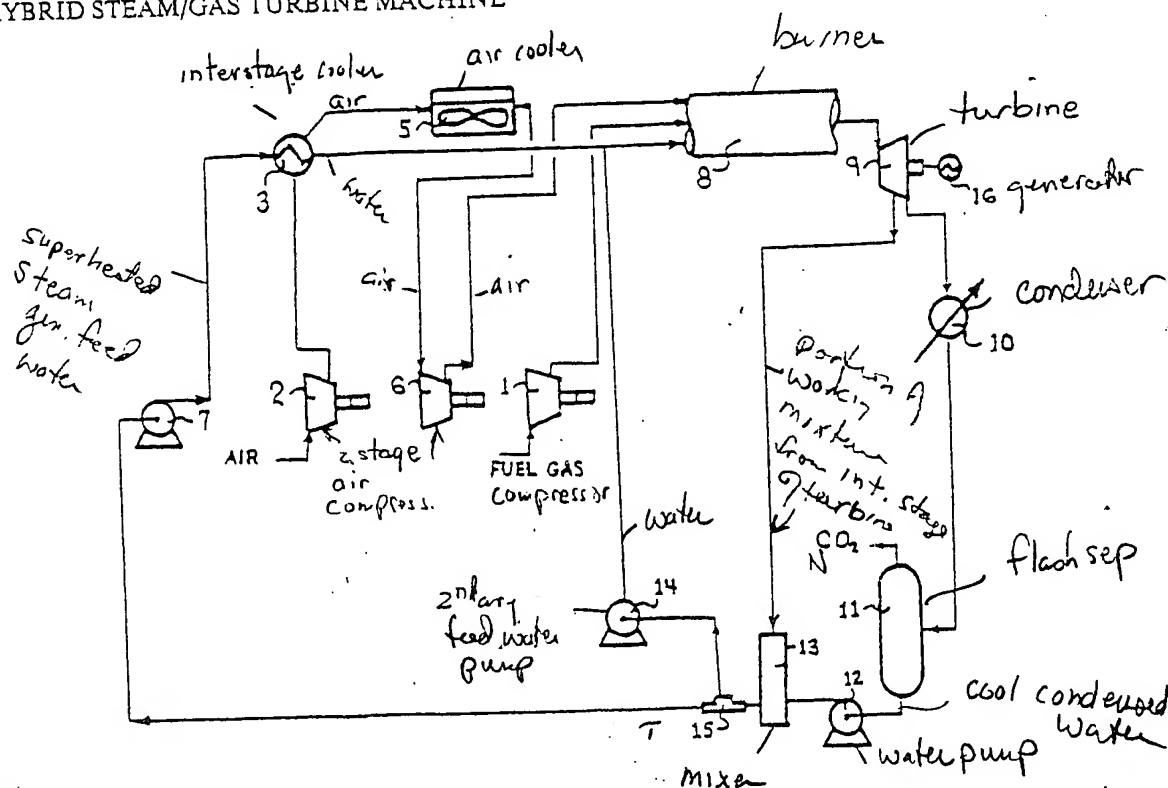 HYBRID STEAM/GAS TURBINE MACHINE
burner
air cooler
interstage cooler
air
5
turbine
3
water
8
9
16 generator
superheated
steam
gen. feed
water
air
air
condenser
10
2
6
1
7
portion of
working
mixture
from int. stage
of turbine
AIR
2 stage
air
compress.
FUEL GAS
compressor
water
CO2
N
flash sep
11
2ndary
feed water
pump
14
13
12
cool condensed
water
T
15
water pump
mixer